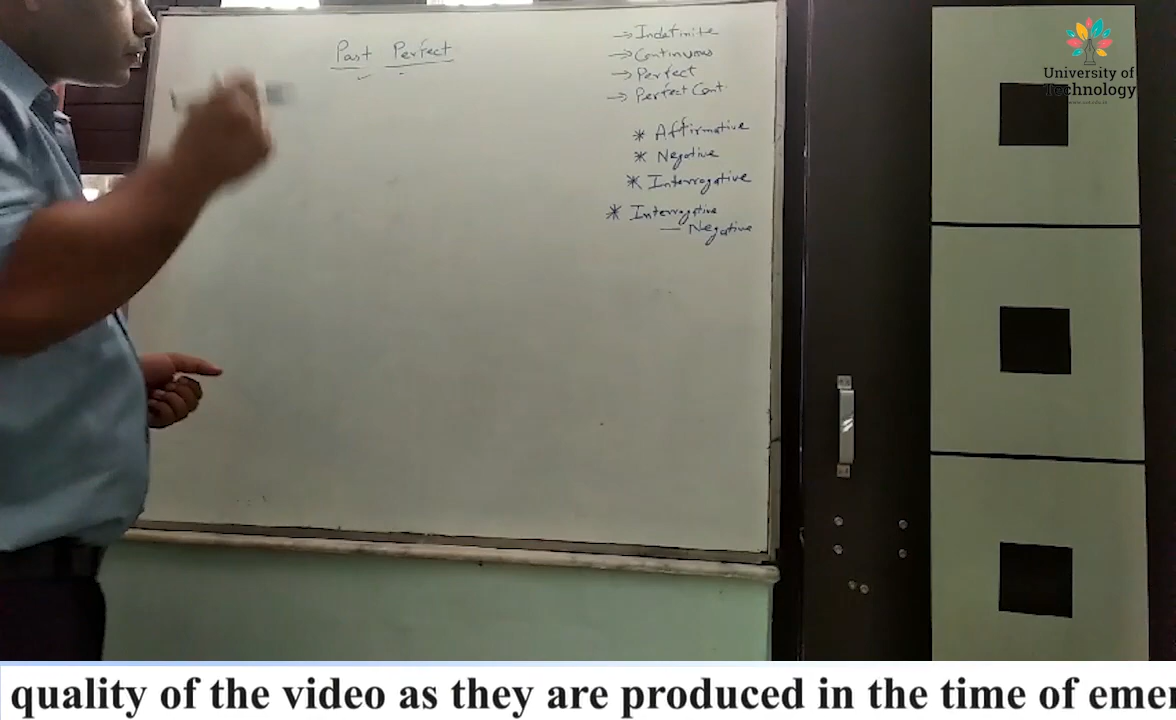 Past Perfect
→ Indefinite
→ Continuous
→ Perfect
→ Perfect Cont.
* Affirmative
* Negative
* Interrogative
* Interrogative
— Negative
University of
Technology
quality of the video as they are produced in the time of eme